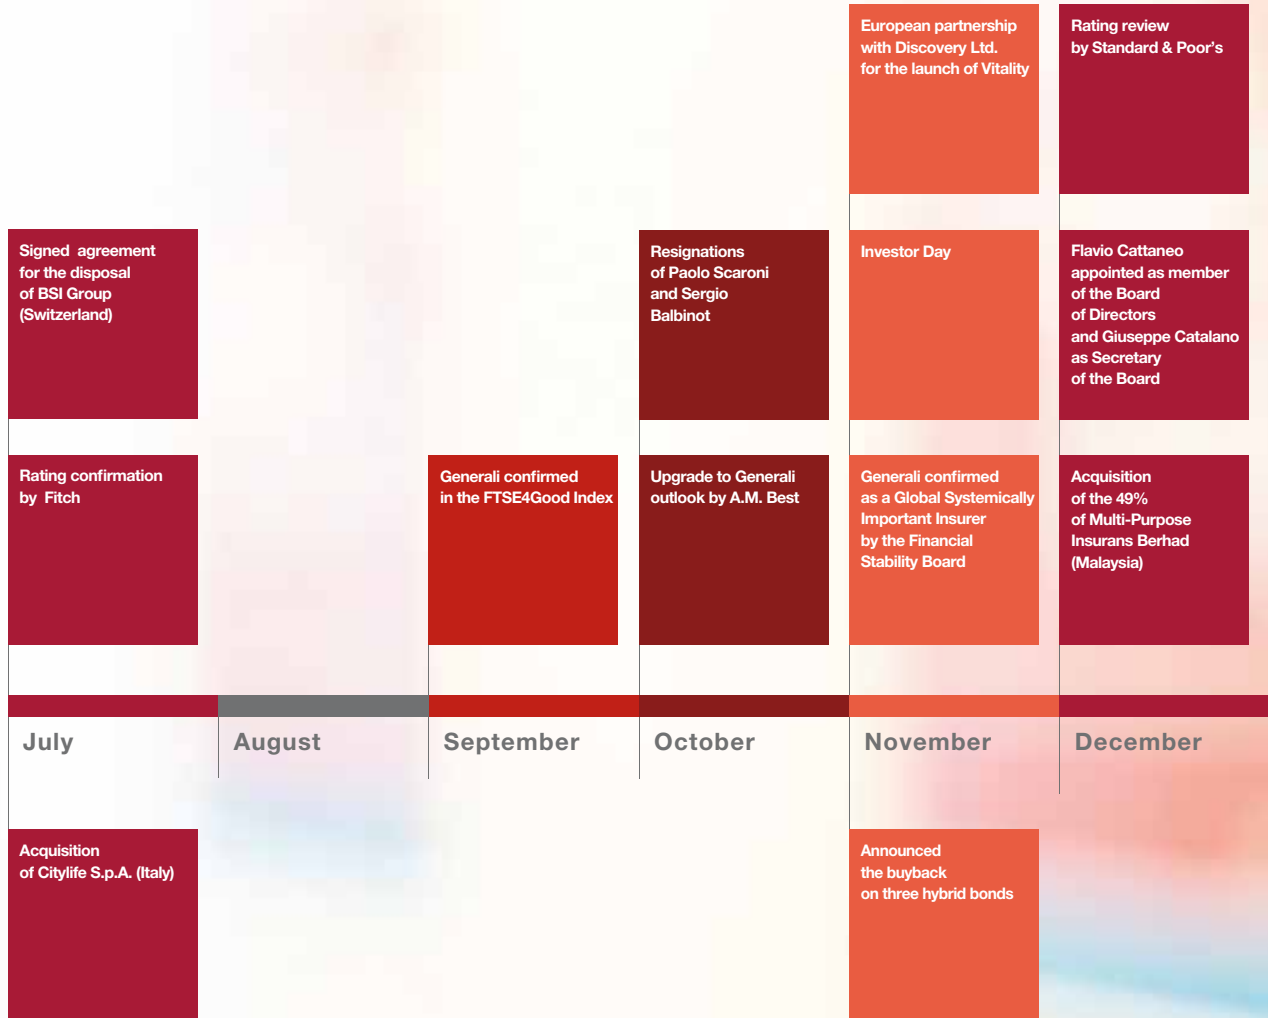 European partnership
with Discovery Ltd.
for the launch of Vitality
Rating review
by Standard & Poor's
Signed agreement
for the disposal
of BSI Group
(Switzerland)
Resignations
of Paolo Scaroni
and Sergio
Balbinot
Investor Day
Flavio Cattaneo
appointed as member
of the Board
of Directors
and Giuseppe Catalano
as Secretary
of the Board
Rating confirmation
by Fitch
Generali confirmed
in the FTSE4Good Index
Upgrade to Generali
outlook by A.M. Best
Generali confirmed
as a Global Systemically
Important Insurer
by the Financial
Stability Board
Acquisition
of the 49%
of Multi-Purpose
Insurans Berhad
(Malaysia)
July
August
September
October
November
December
Acquisition
of Citylife S.p.A. (Italy)
Announced
the buyback
on three hybrid bonds